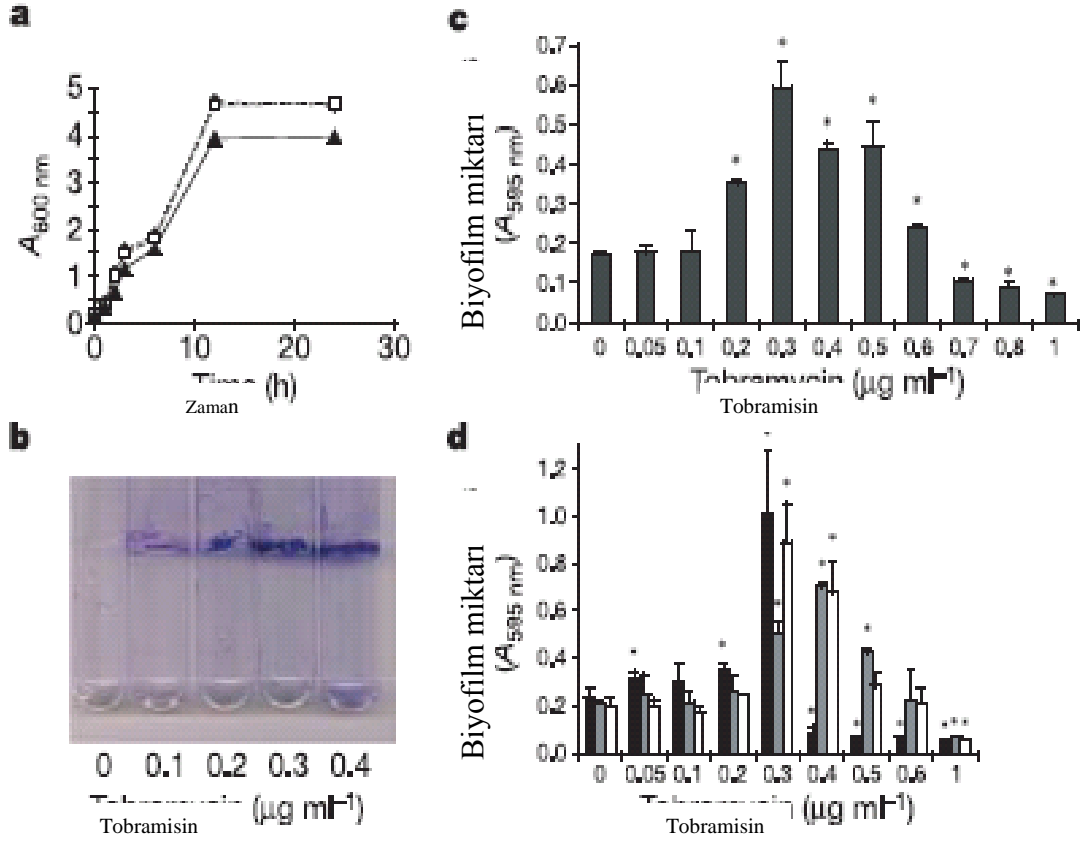 a
5
4
3
2
1
0
A600 nm
0 10 20 30
(h)
Zaman
c
0.7
0.6
0.5
0.4
0.3
0.2
0.1
0.0
Biyofilm miktarı
(A595 nm)
* * * * * * * *
0 0.05 0.1 0.2 0.3 0.4 0.5 0.6 0.7 0.8 1
Tobramycin (µg ml–1)
Tobramisin
b
0 0.1 0.2 0.3 0.4
(µg ml–1)
Tobramisin
d
1.2
1.0
0.8
0.6
0.4
0.2
0.0
Biyofilm miktarı
(A595 nm)
0 0.05 0.1 0.2 0.3 0.4 0.5 0.6 1
(µg ml–1)
Tobramisin